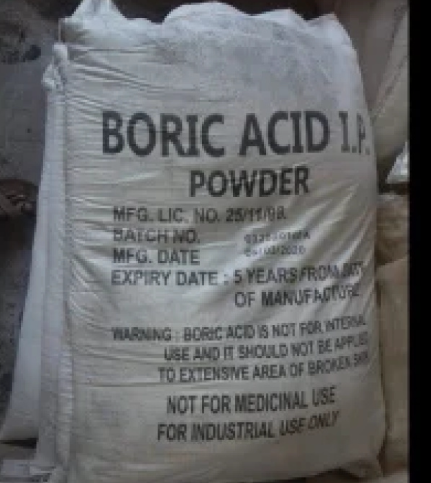 BORIC ACID I.P.
POWDER
MFG. LIC. NO. 25/11/98
BATCH NO.
MFG. DATE
EXPIRY DATE : 5 YEARS FROM DATE
OF MANUFACTURE
WARNING : BORIC ACID IS NOT FOR INTERNAL
USE AND IT SHOULD NOT BE APPLIED
TO EXTENSIVE AREA OF BROKEN SKIN
NOT FOR MEDICINAL USE
FOR INDUSTRIAL USE ONLY